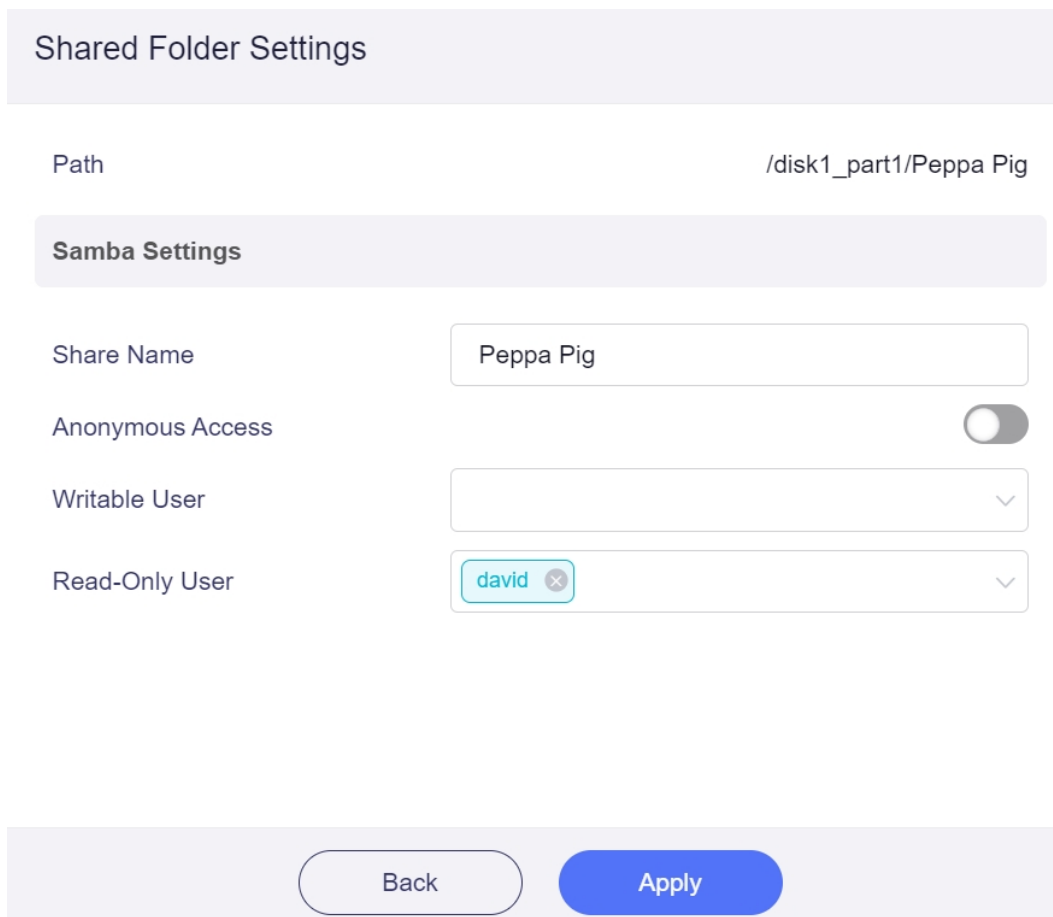 Shared Folder Settings
Path /disk1_part1/Peppa Pig
Samba Settings
Share Name Peppa Pig
Anonymous Access
Writable User
Read-Only User david
Back Apply